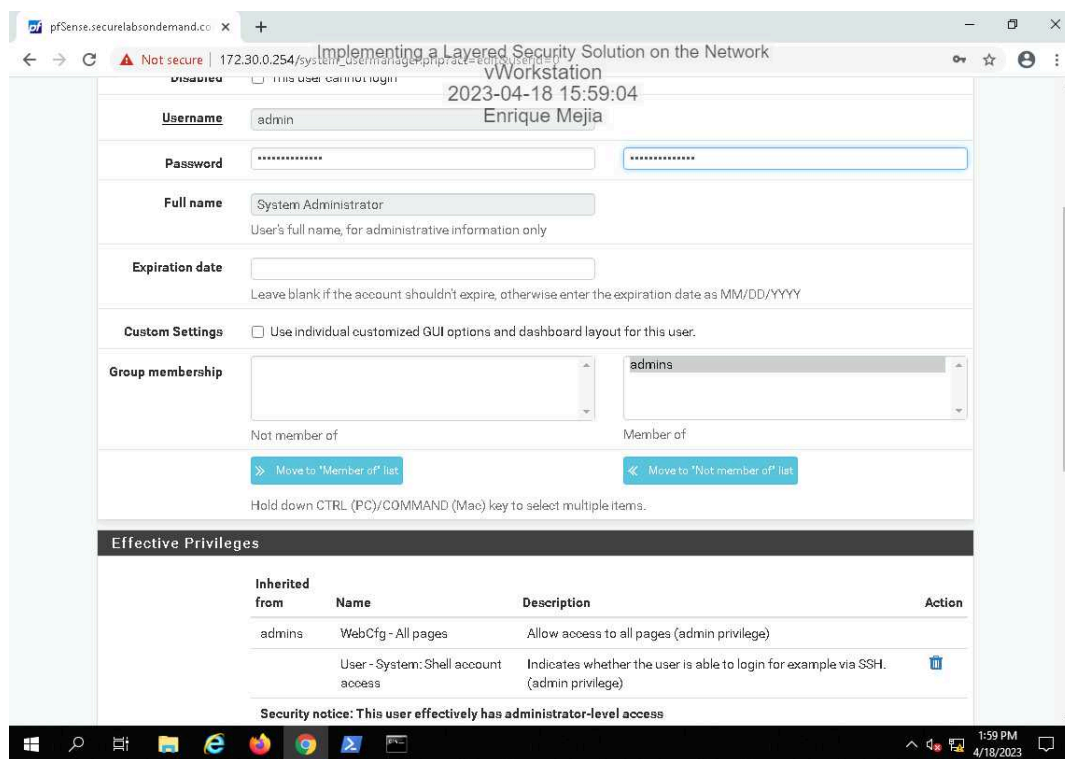 pfSense.securelabsondemand.co
Not secure | 172.30.0.254/system_usermanager.php?act=edit&userid=0
Implementing a Layered Security Solution on the Network
vWorkstation
2023-04-18 15:59:04
Enrique Mejia
Disabled This user cannot login
Username admin
Password •••••••••••••• ••••••••••••••
Full name System Administrator
User's full name, for administrative information only
Expiration date
Leave blank if the account shouldn't expire, otherwise enter the expiration date as MM/DD/YYYY
Custom Settings Use individual customized GUI options and dashboard layout for this user.
Group membership admins
Not member of Member of
Move to "Member of" list Move to "Not member of" list
Hold down CTRL (PC)/COMMAND (Mac) key to select multiple items.
Effective Privileges
Inherited
from Name Description Action
admins WebCfg - All pages Allow access to all pages (admin privilege)
User - System: Shell account Indicates whether the user is able to login for example via SSH.
access (admin privilege)
Security notice: This user effectively has administrator-level access
1:59 PM
4/18/2023